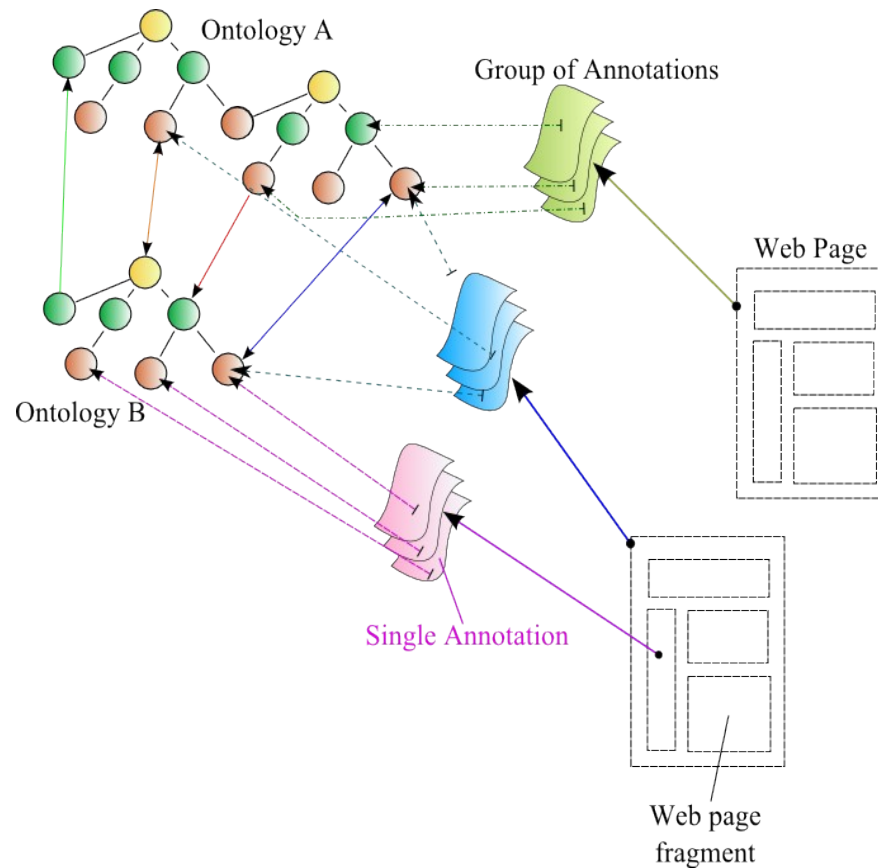 Ontology A
Group of Annotations
Web Page
Ontology B
Single Annotation
Web page
fragment